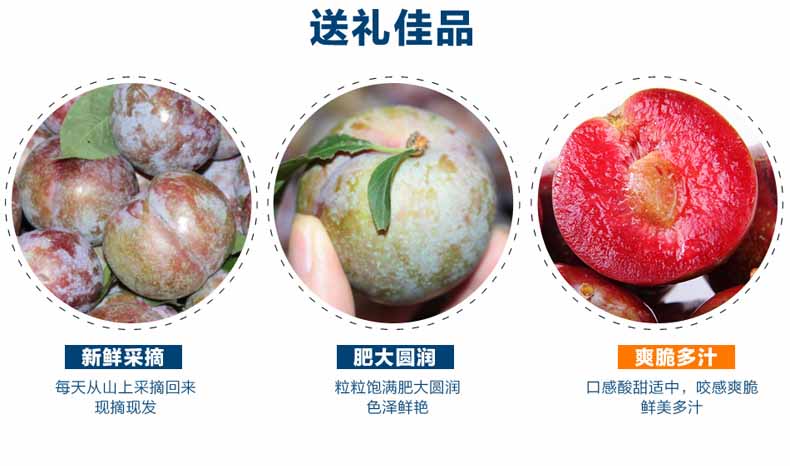 送礼佳品
新鲜采摘
每天从山上采摘回来
现摘现发
肥大圆润
粒粒饱满肥大圆润
色泽鲜艳
爽脆多汁
口感酸甜适中，咬感爽脆
鲜美多汁